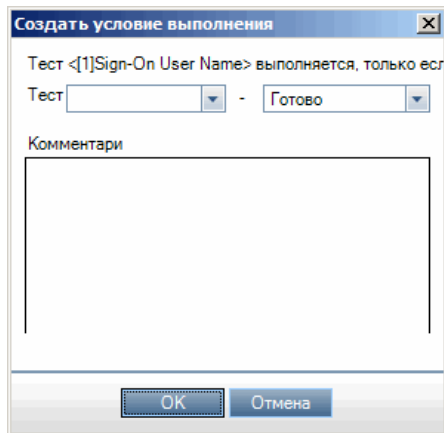 Создать условие выполнения
Тест <[1]Sign-On User Name> выполняется, только есл
Тест - Готово
Комментари
OK Отмена